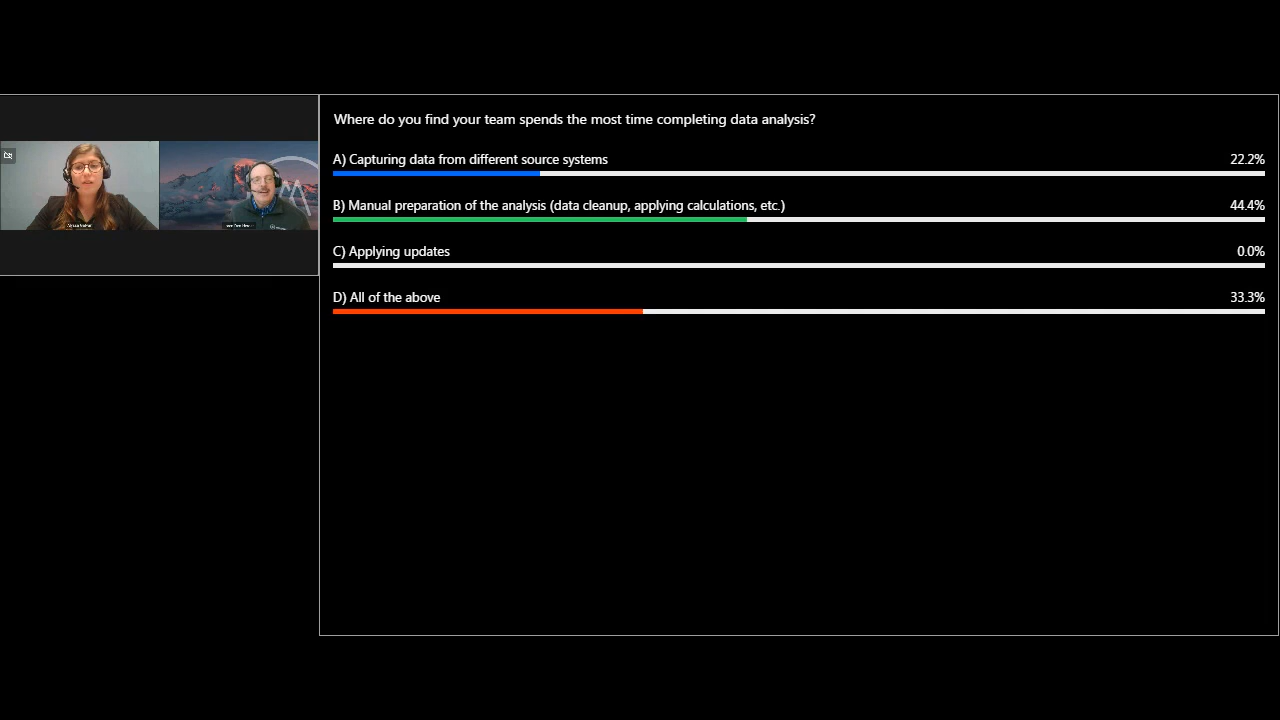 Where do you find your team spends the most time completing data analysis?
A) Capturing data from different source systems 22.2%
B) Manual preparation of the analysis (data cleanup, applying calculations, etc.) 44.4%
C) Applying updates 0.0%
D) All of the above 33.3%